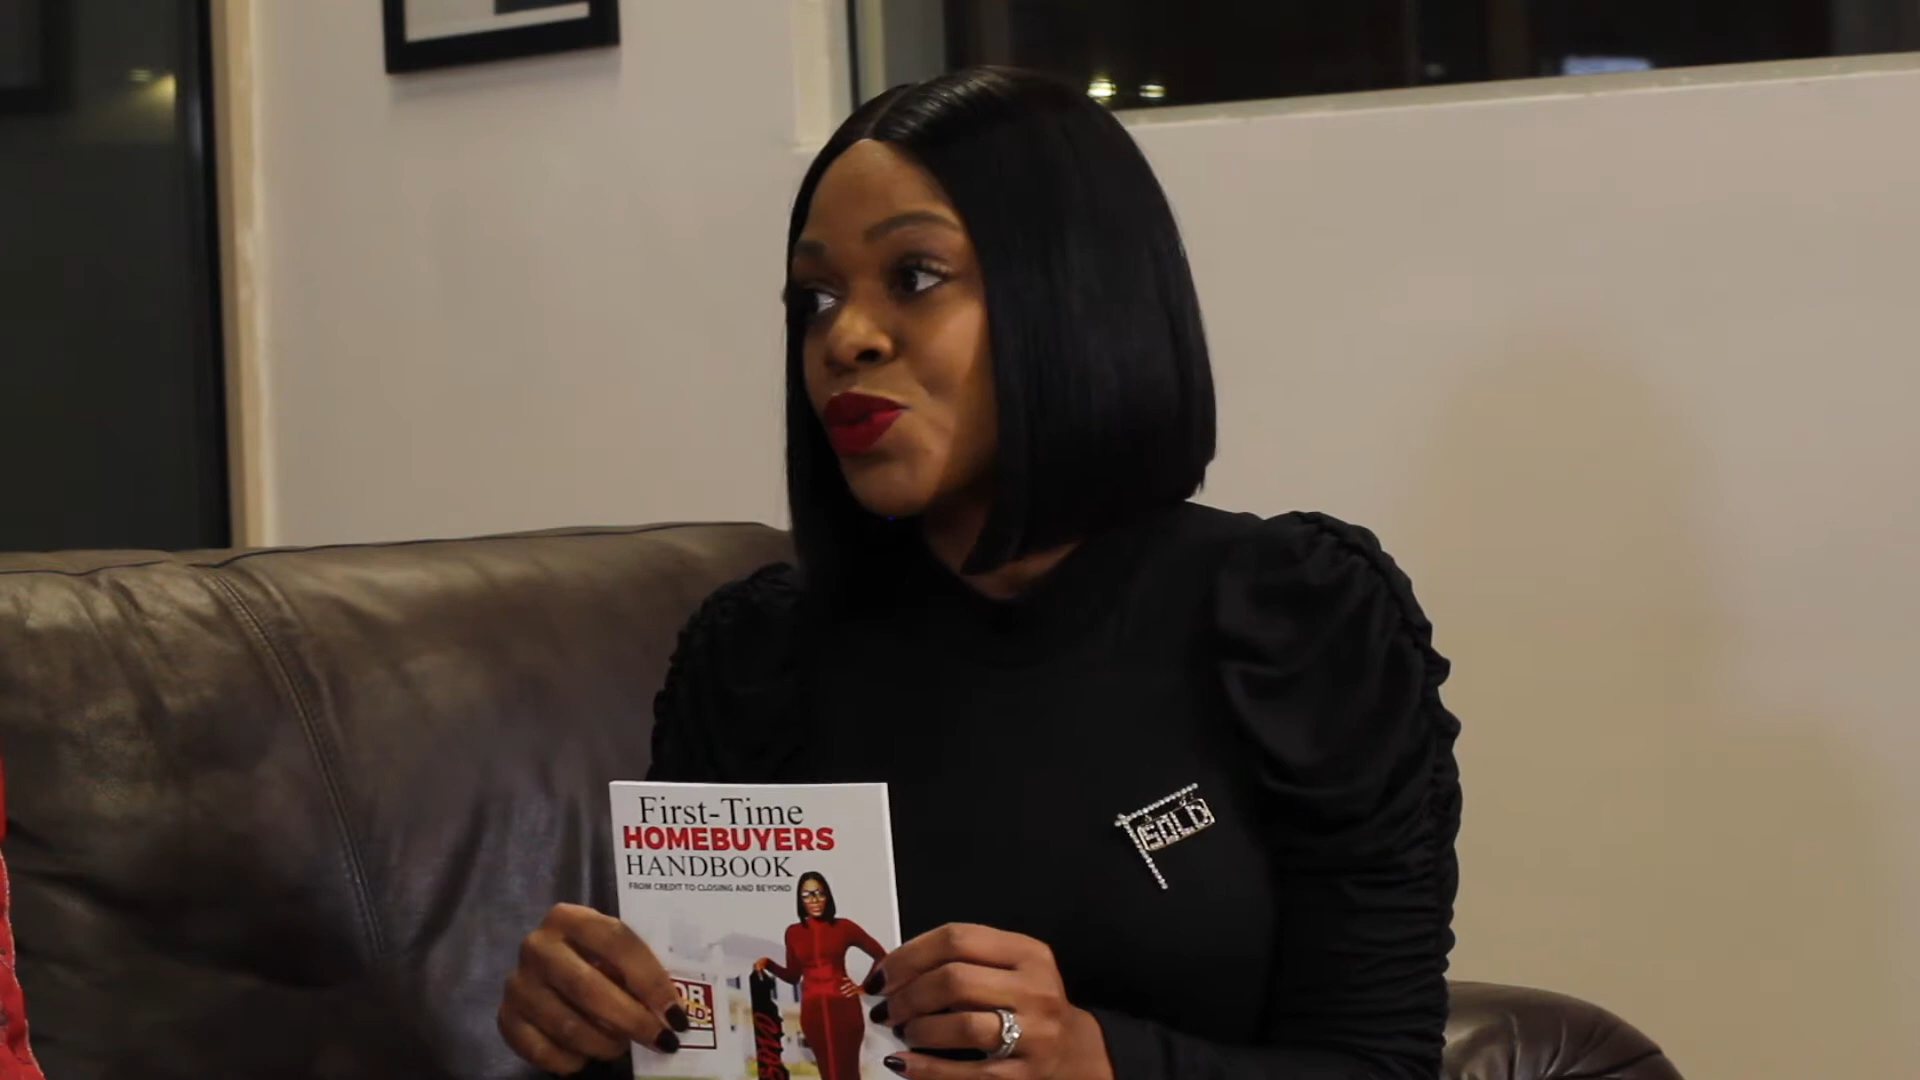 First-Time
HOMEBUYERS
HANDBOOK
FROM CREDIT TO CLOSING AND BEYOND
SOLD